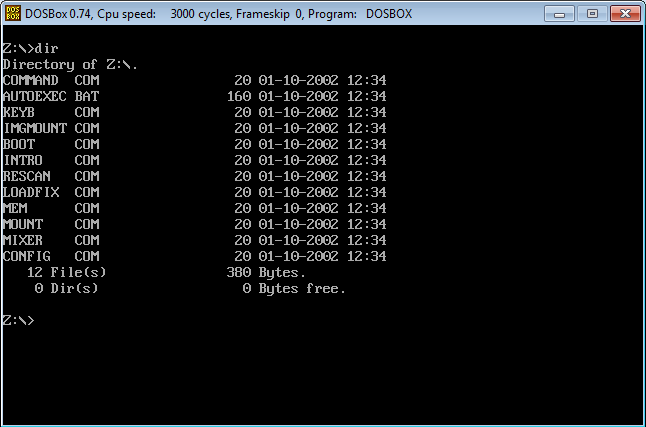 DOS BOX DOSBox 0.74, Cpu speed: 3000 cycles, Frameskip 0, Program: DOSBOX
Z:\>dir
Directory of Z:\.
COMMAND COM 20 01-10-2002 12:34
AUTOEXEC BAT 160 01-10-2002 12:34
KEYB COM 20 01-10-2002 12:34
IMGMOUNT COM 20 01-10-2002 12:34
BOOT COM 20 01-10-2002 12:34
INTRO COM 20 01-10-2002 12:34
RESCAN COM 20 01-10-2002 12:34
LOADFIX COM 20 01-10-2002 12:34
MEM COM 20 01-10-2002 12:34
MOUNT COM 20 01-10-2002 12:34
MIXER COM 20 01-10-2002 12:34
CONFIG COM 20 01-10-2002 12:34
12 File(s) 380 Bytes.
0 Dir(s) 0 Bytes free.
Z:\>